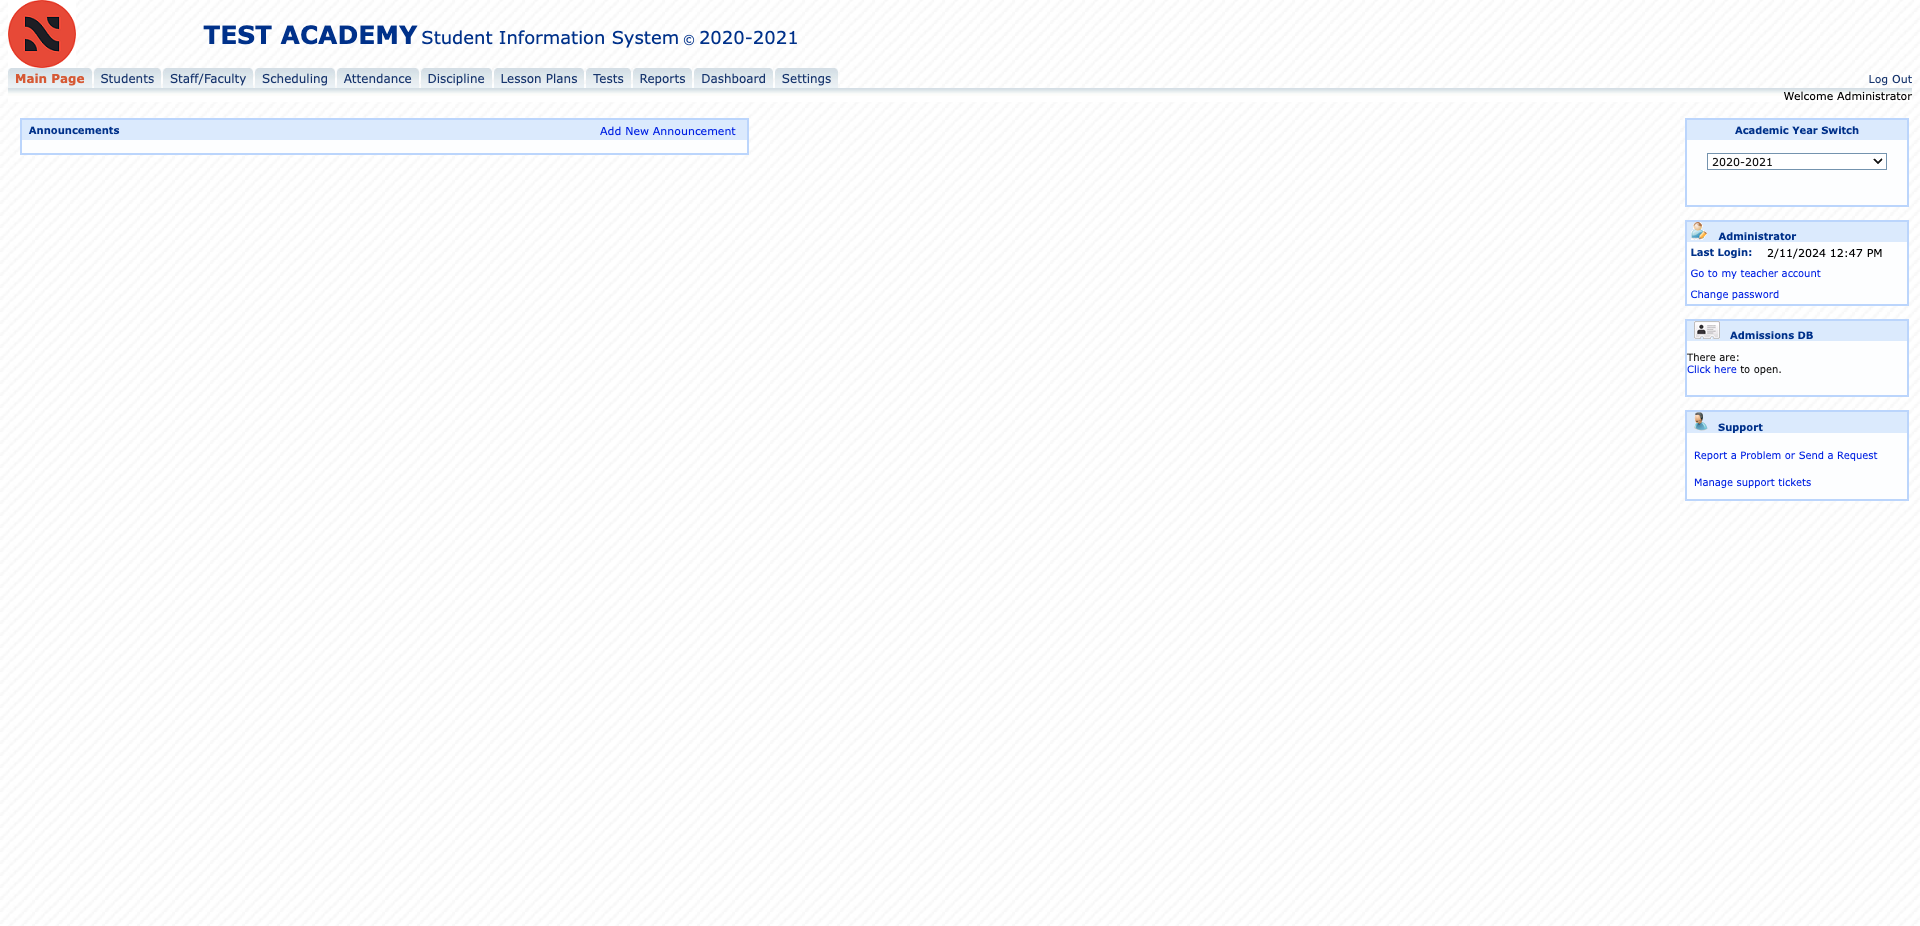 TEST ACADEMY Student Information System © 2020-2021
Main Page Students Staff/Faculty Scheduling Attendance Discipline Lesson Plans Tests Reports Dashboard Settings Log Out
Welcome Administrator
Announcements Add New Announcement
Academic Year Switch
2020-2021
Administrator
Last Login: 2/11/2024 12:47 PM
Go to my teacher account
Change password
Admissions DB
There are:
Click here to open.
Support
Report a Problem or Send a Request
Manage support tickets